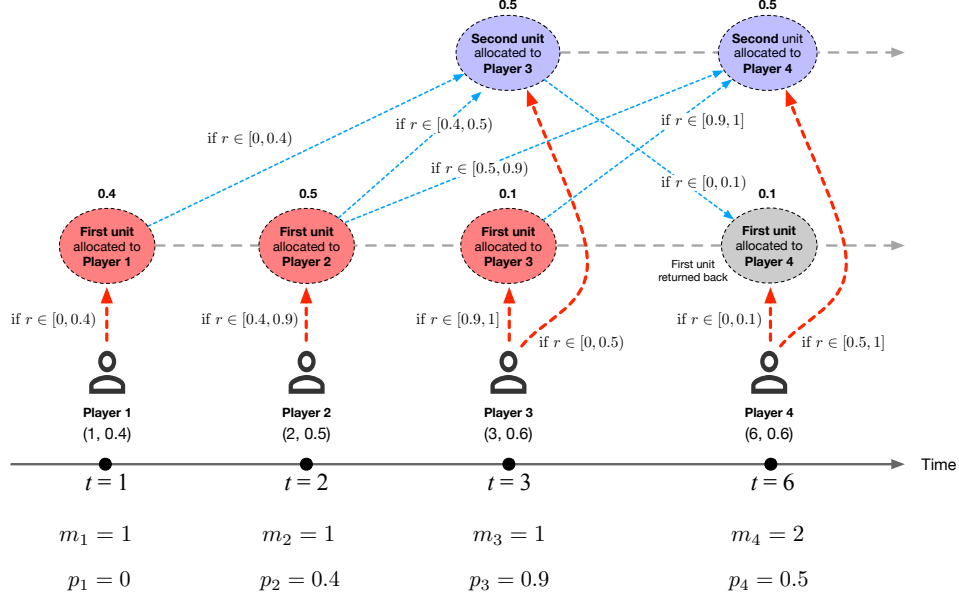 0.5
0.5
Second unit
allocated to
Player 3
Second unit
allocated to
Player 4
if r ∈ [0, 0.4)
if r ∈ [0.4, 0.5)
if r ∈ [0.9, 1]
if r ∈ [0.5, 0.9)
if r ∈ [0, 0.1)
0.4
0.5
0.1
0.1
First unit
allocated to
Player 1
First unit
allocated to
Player 2
First unit
allocated to
Player 3
First unit
allocated to
Player 4
First unit
returned back
if r ∈ [0, 0.4)
if r ∈ [0.4, 0.9)
if r ∈ [0.9, 1]
if r ∈ [0, 0.5)
if r ∈ [0, 0.1)
if r ∈ [0.5, 1]
Player 1
(1, 0.4)
Player 2
(2, 0.5)
Player 3
(3, 0.6)
Player 4
(6, 0.6)
Time
t = 1
t = 2
t = 3
t = 6
m₁ = 1
m₂ = 1
m₃ = 1
m₄ = 2
p₁ = 0
p₂ = 0.4
p₃ = 0.9
p₄ = 0.5